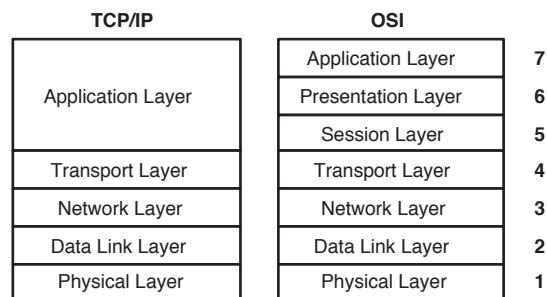 TCP/IP OSI
Application Layer 7
Application Layer Presentation Layer 6
Session Layer 5
Transport Layer Transport Layer 4
Network Layer Network Layer 3
Data Link Layer Data Link Layer 2
Physical Layer Physical Layer 1